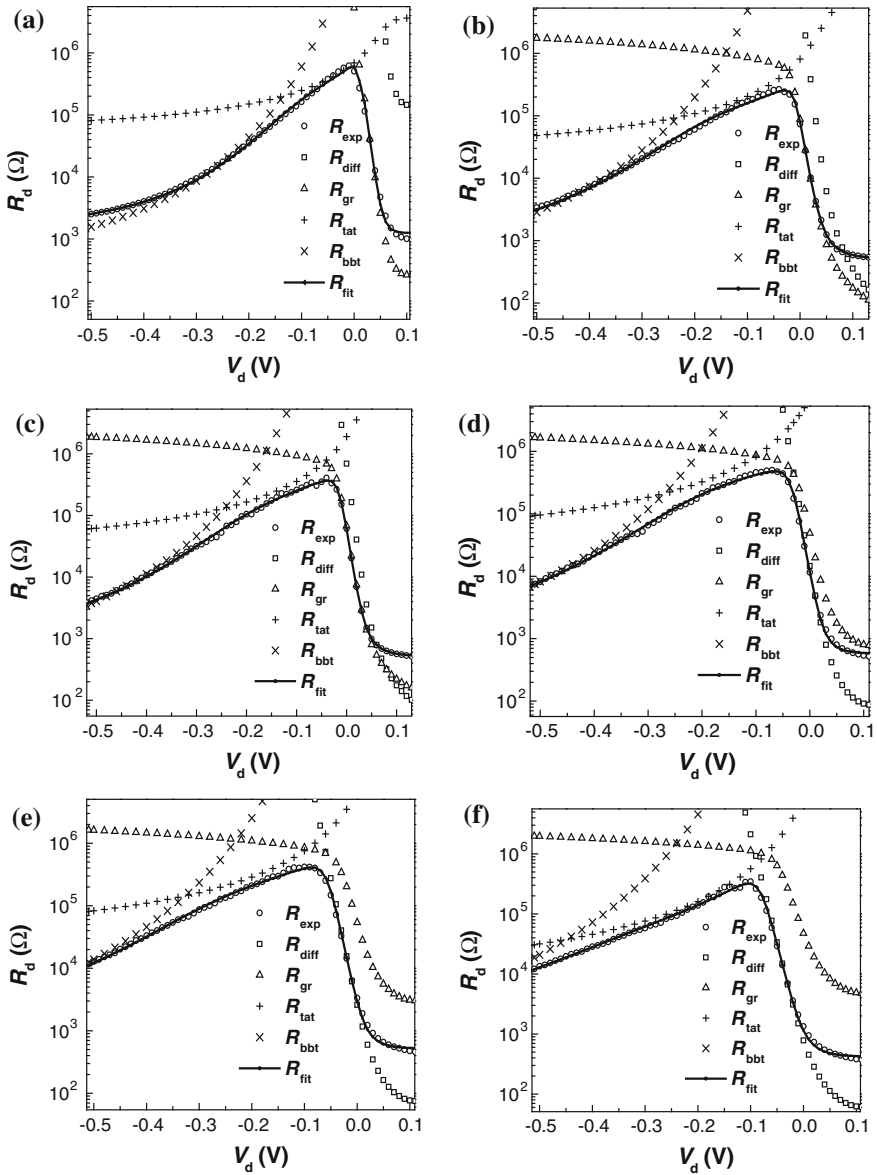 (a)
10^6
10^5
10^4
10^3
10^2
R_d (Ω)
R_exp
R_diff
R_gr
R_tat
R_bbt
R_fit
-0.5 -0.4 -0.3 -0.2 -0.1 0.0 0.1
V_d (V)
(b)
10^6
10^5
10^4
10^3
10^2
R_d (Ω)
R_exp
R_diff
R_gr
R_tat
R_bbt
R_fit
-0.5 -0.4 -0.3 -0.2 -0.1 0.0 0.1
V_d (V)
(c)
10^6
10^5
10^4
10^3
10^2
R_d (Ω)
R_exp
R_diff
R_gr
R_tat
R_bbt
R_fit
-0.5 -0.4 -0.3 -0.2 -0.1 0.0 0.1
V_d (V)
(d)
10^6
10^5
10^4
10^3
10^2
R_d (Ω)
R_exp
R_diff
R_gr
R_tat
R_bbt
R_fit
-0.5 -0.4 -0.3 -0.2 -0.1 0.0 0.1
V_d (V)
(e)
10^6
10^5
10^4
10^3
10^2
R_d (Ω)
R_exp
R_diff
R_gr
R_tat
R_bbt
R_fit
-0.5 -0.4 -0.3 -0.2 -0.1 0.0 0.1
V_d (V)
(f)
10^6
10^5
10^4
10^3
10^2
R_d (Ω)
R_exp
R_diff
R_gr
R_tat
R_bbt
R_fit
-0.5 -0.4 -0.3 -0.2 -0.1 0.0 0.1
V_d (V)